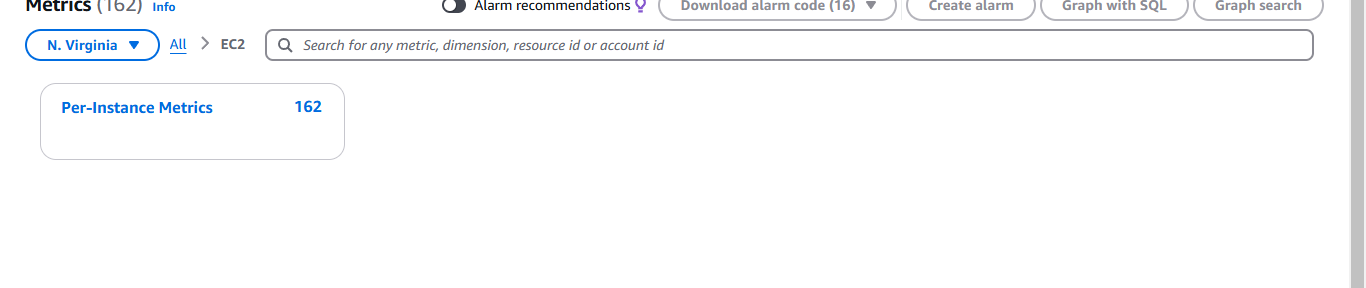 Metrics (162) Info Alarm recommendations Download alarm code (16) Create alarm Graph with SQL Graph search
N. Virginia All EC2 Search for any metric, dimension, resource id or account id
Per-Instance Metrics 162